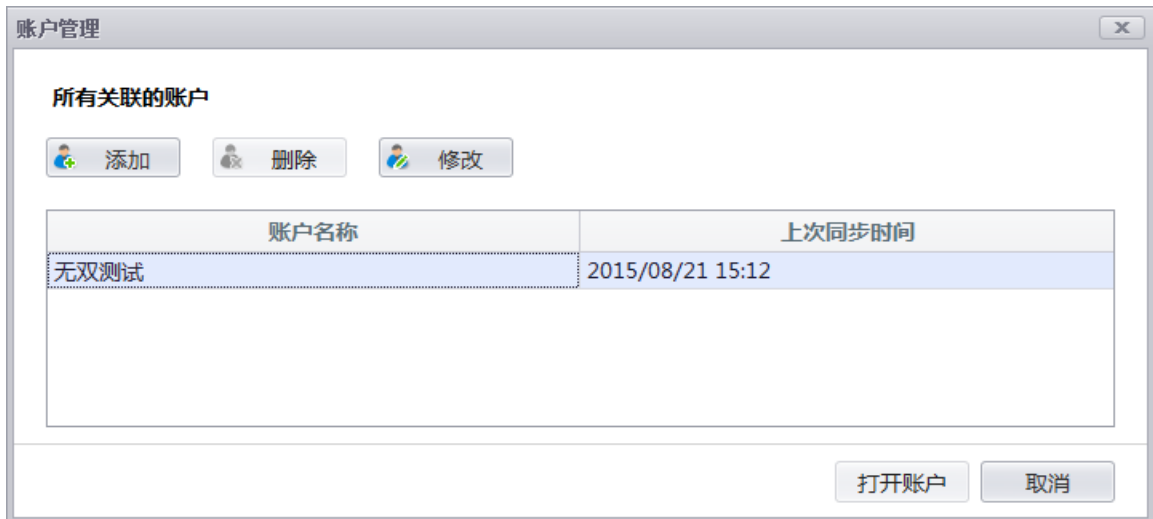 账户管理
所有关联的账户
添加 删除 修改
账户名称 上次同步时间
无双测试 2015/08/21 15:12
打开账户 取消